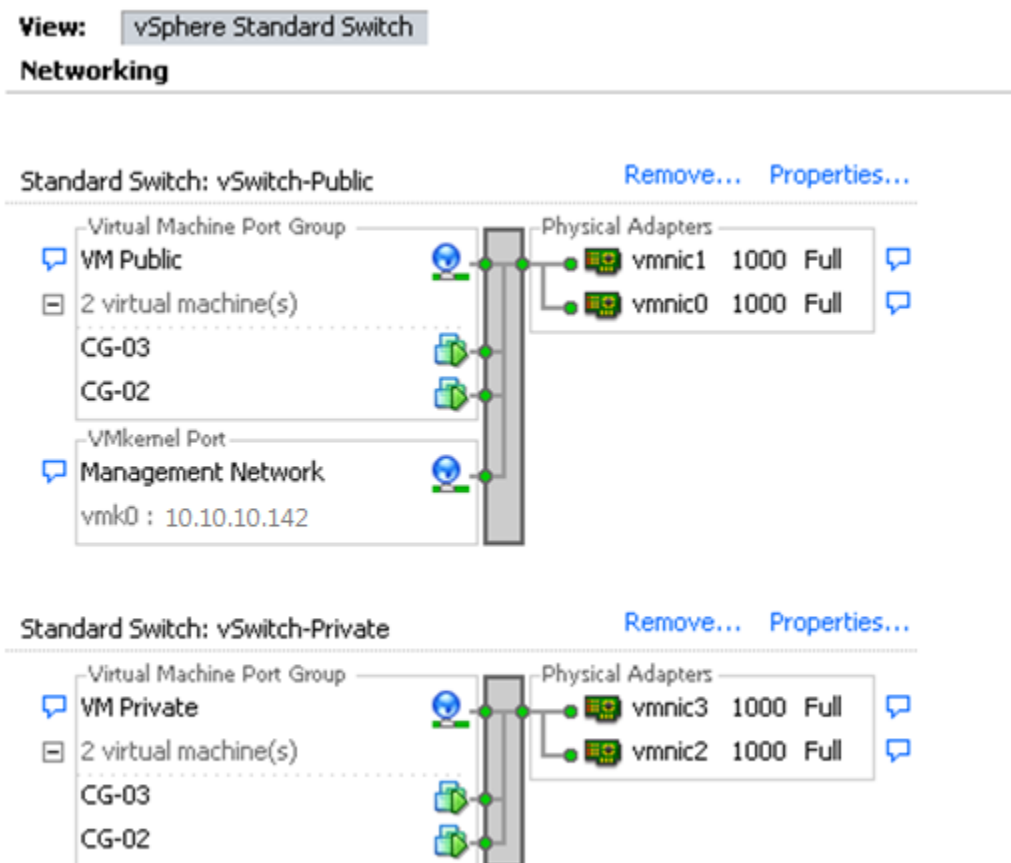 View: vSphere Standard Switch
Networking
Standard Switch: vSwitch-Public Remove... Properties...
Virtual Machine Port Group Physical Adapters
VM Public vmnic1 1000 Full
2 virtual machine(s) vmnic0 1000 Full
CG-03
CG-02
VMkernel Port
Management Network
vmk0 : 10.10.10.142
Standard Switch: vSwitch-Private Remove... Properties...
Virtual Machine Port Group Physical Adapters
VM Private vmnic3 1000 Full
2 virtual machine(s) vmnic2 1000 Full
CG-03
CG-02